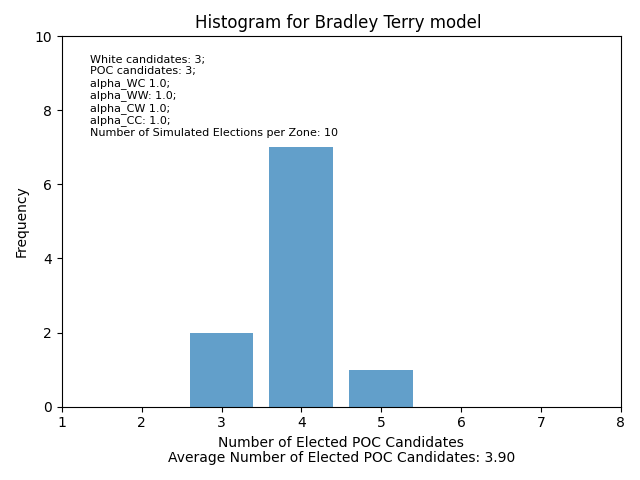 Histogram for Bradley Terry model
10
8
6
4
2
0
Frequency
White candidates: 3;
POC candidates: 3;
alpha_WC 1.0;
alpha_WW: 1.0;
alpha_CW 1.0;
alpha_CC: 1.0;
Number of Simulated Elections per Zone: 10
1 2 3 4 5 6 7 8
Number of Elected POC Candidates
Average Number of Elected POC Candidates: 3.90